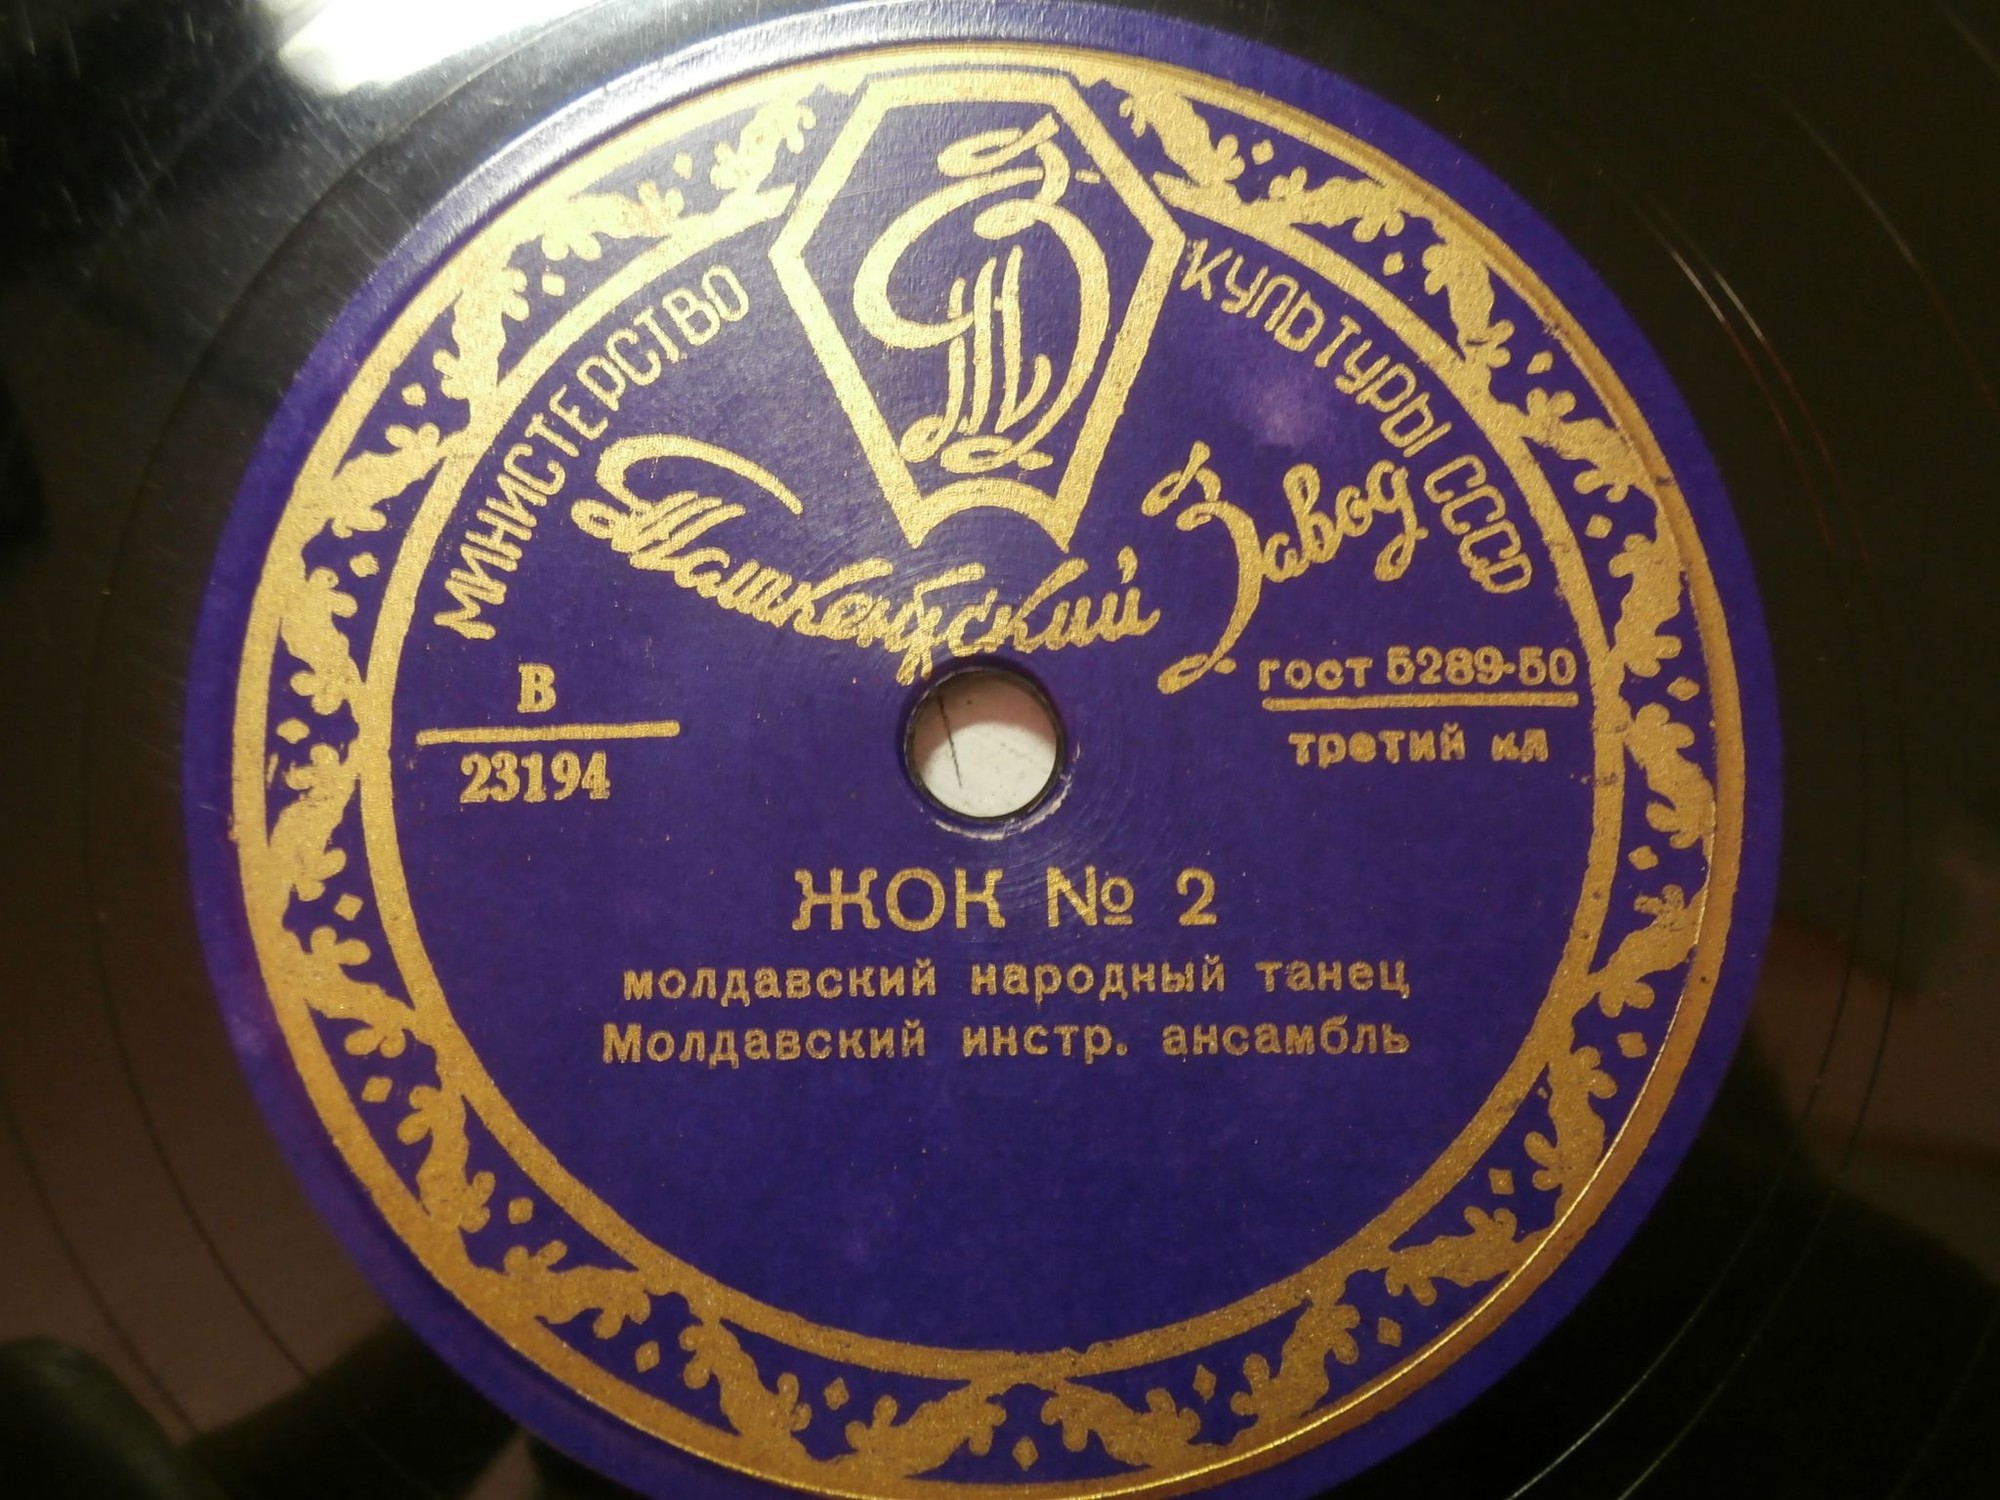 МИНИСТЕРСТВО КУЛЬТУРЫ СССР
Ташкентский Завод
В
23194
гост 5289-50
третий кл
ЖОК № 2
молдавский народный танец
Молдавский инстр. ансамбль